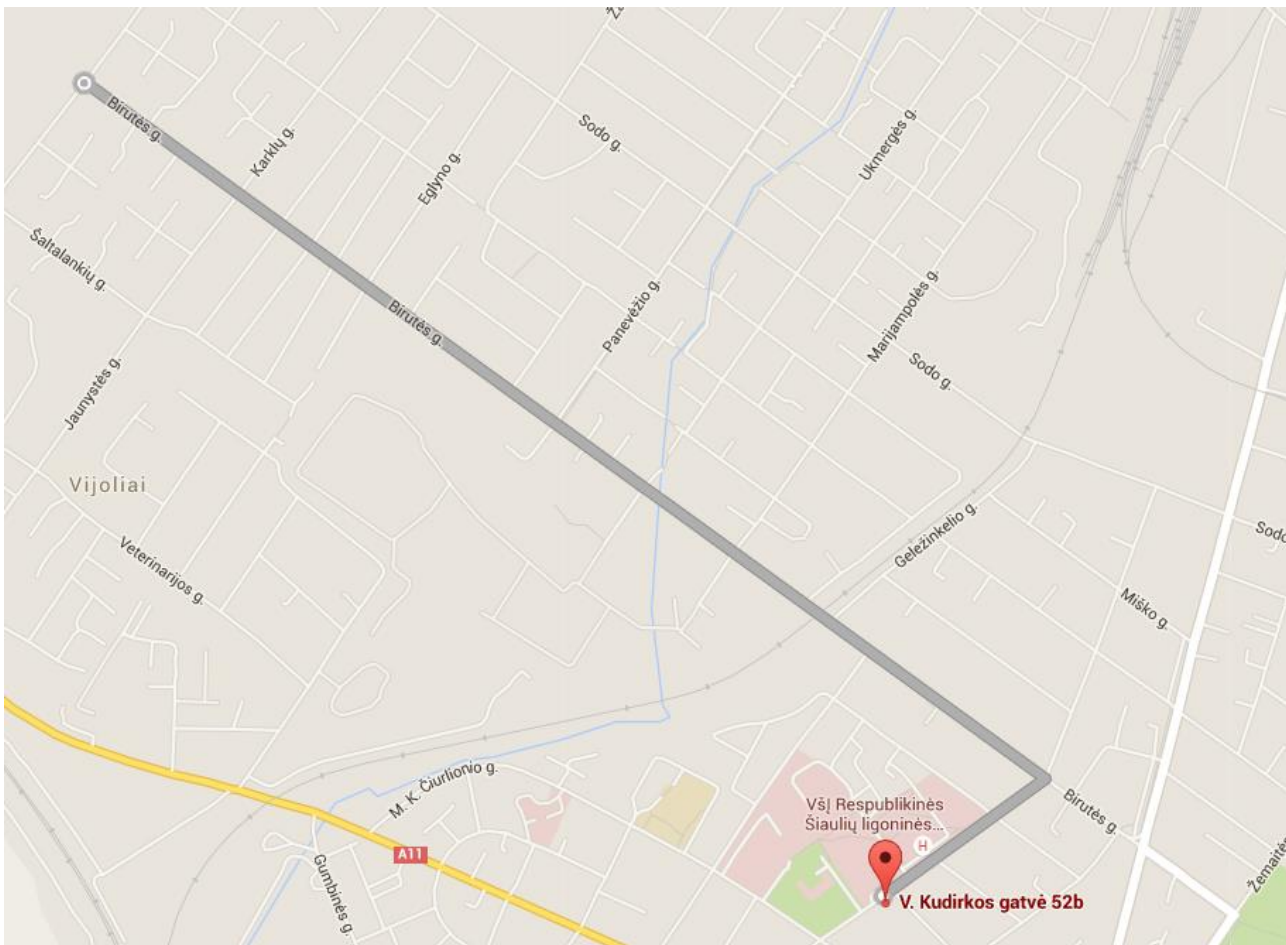 Birutės g.
Karklų g.
Eglyno g.
Sodo g.
Ukmergės g.
Šaltalankių g.
Birutės g.
Panevėžio g.
Marijampolės g.
Sodo g.
Jaunystės g.
Vijoliai
Veterinarijos g.
Geležinkelio g.
Sodo
Miško g.
M. K. Čiurlionio g.
A11
Gumbinės g.
VšĮ Respublikinės
Šiaulių ligoninės...
H
Birutės g.
Žemaitės
V. Kudirkos gatvė 52b